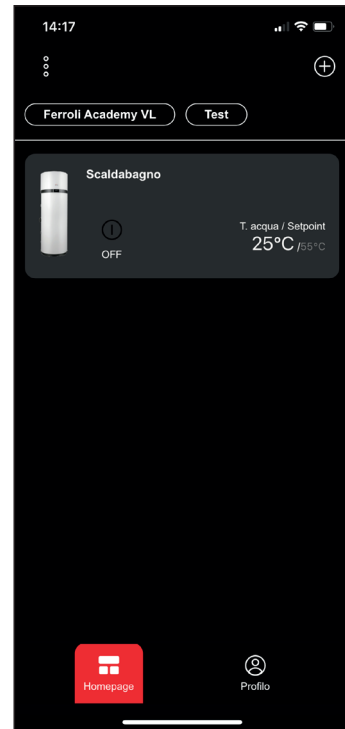 14:17
Ferroli Academy VL
Test
Scaldabagno
T. acqua / Setpoint
OFF
25°C /55°C
Homepage
Profilo